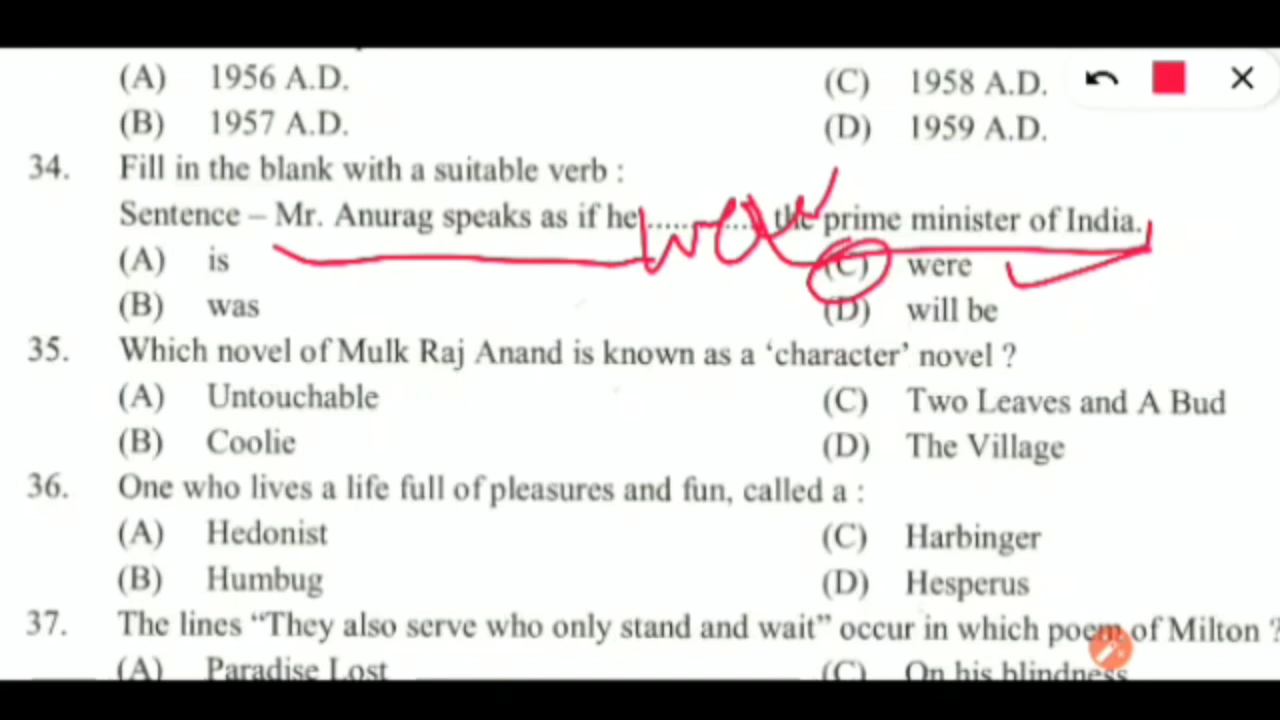 (A) 1956 A.D. (C) 1958 A.D.
(B) 1957 A.D. (D) 1959 A.D.
34. Fill in the blank with a suitable verb :
Sentence – Mr. Anurag speaks as if he ............ the prime minister of India.
were
(A) is (C) were
(B) was (D) will be
35. Which novel of Mulk Raj Anand is known as a ‘character’ novel ?
(A) Untouchable (C) Two Leaves and A Bud
(B) Coolie (D) The Village
36. One who lives a life full of pleasures and fun, called a :
(A) Hedonist (C) Harbinger
(B) Humbug (D) Hesperus
37. The lines “They also serve who only stand and wait” occur in which poem of Milton ?
(A) Paradise Lost (C) On his blindness